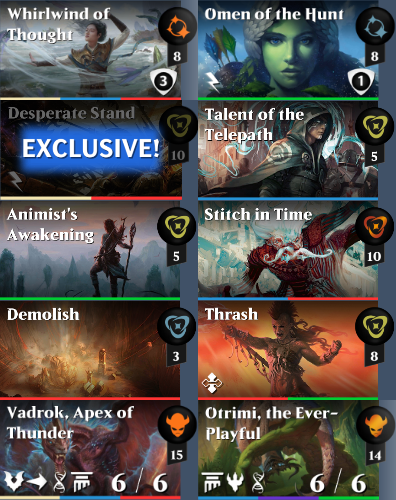 Whirlwind of
Thought
8
3
Omen of the Hunt
8
1
Desperate Stand
EXCLUSIVE!
10
Talent of the
Telepath
5
Animist's
Awakening
5
Stitch in Time
10
Demolish
3
Thrash
8
Vadrok, Apex of
Thunder
15
6 / 6
Otrimi, the Ever-
Playful
14
6 / 6